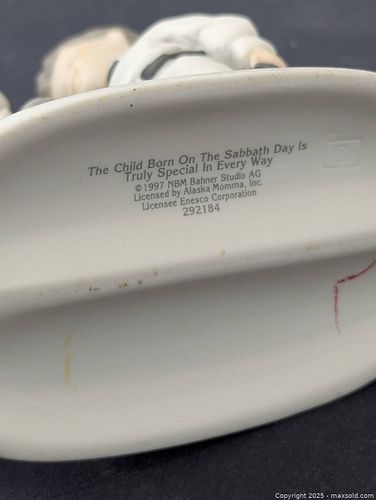 The Child Born On The Sabbath Day Is
Truly Special In Every Way
©1997 NBM Bahner Studio AG
Licensed by Alaska Momma, Inc.
Licensee Enesco Corporation
292184
Copyright 2025 - maxsold.com